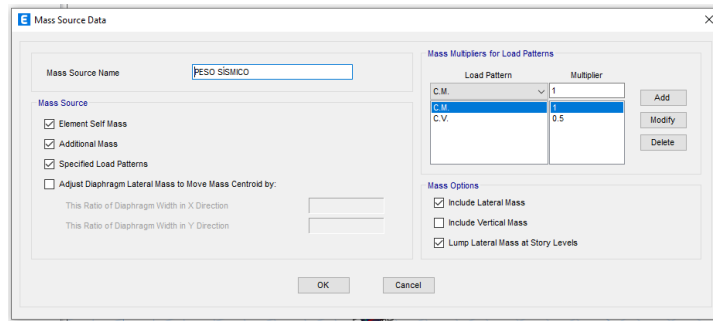 E Mass Source Data
Mass Source Name PESO SÍSMICO
Mass Source
Element Self Mass
Additional Mass
Specified Load Patterns
Adjust Diaphragm Lateral Mass to Move Mass Centroid by:
This Ratio of Diaphragm Width in X Direction
This Ratio of Diaphragm Width in Y Direction
Mass Multipliers for Load Patterns
Load Pattern Multiplier
C.M. 1
C.M. 1
C.V. 0.5
Add
Modify
Delete
Mass Options
Include Lateral Mass
Include Vertical Mass
Lump Lateral Mass at Story Levels
OK Cancel